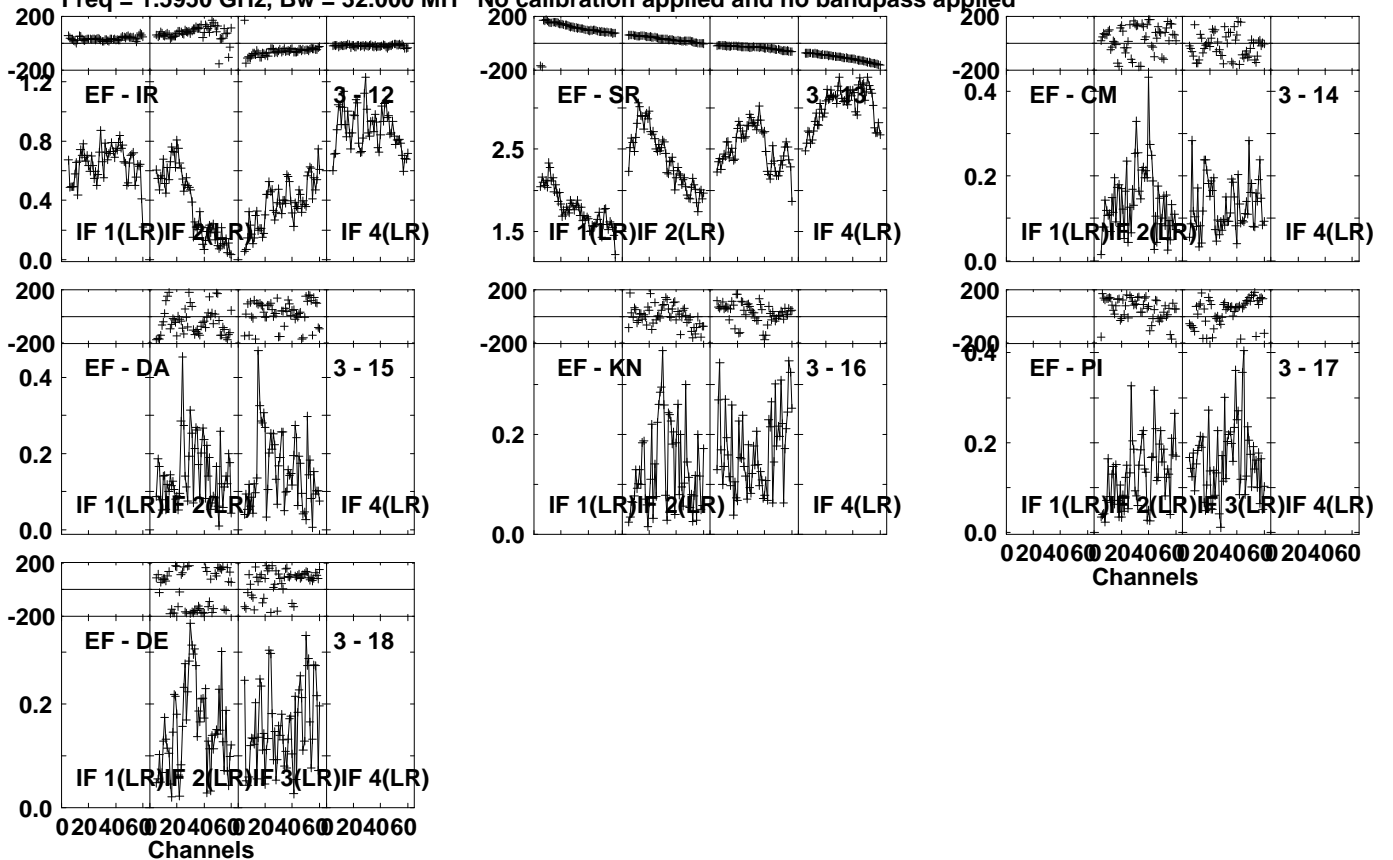 Freq = 1.5950 GHz, Bw = 32.000 MH No calibration applied and no bandpass applied
200
-200
1.2
0.8
0.4
0.0
EF - IR
3 - 12
IF 1(LR)
IF 2(LR)
IF 4(LR)
200
-200
2.5
1.5
EF - SR
3 - 13
IF 1(LR)
IF 2(LR)
IF 4(LR)
200
-200
0.4
0.2
0.0
EF - CM
3 - 14
IF 1(LR)
IF 2(LR)
IF 4(LR)
200
-200
0.4
0.2
0.0
EF - DA
3 - 15
IF 1(LR)
IF 2(LR)
IF 4(LR)
200
-200
0.2
0.0
EF - KN
3 - 16
IF 1(LR)
IF 2(LR)
IF 4(LR)
200
-200
0.4
0.2
0.0
EF - PI
3 - 17
IF 1(LR)
IF 2(LR)
IF 3(LR)
IF 4(LR)
0 20 40 60 0 20 40 60 0 20 40 60 0 20 40 60
Channels
200
-200
0.2
0.0
EF - DE
3 - 18
IF 1(LR)
IF 2(LR)
IF 3(LR)
IF 4(LR)
0 20 40 60 0 20 40 60 0 20 40 60 0 20 40 60
Channels